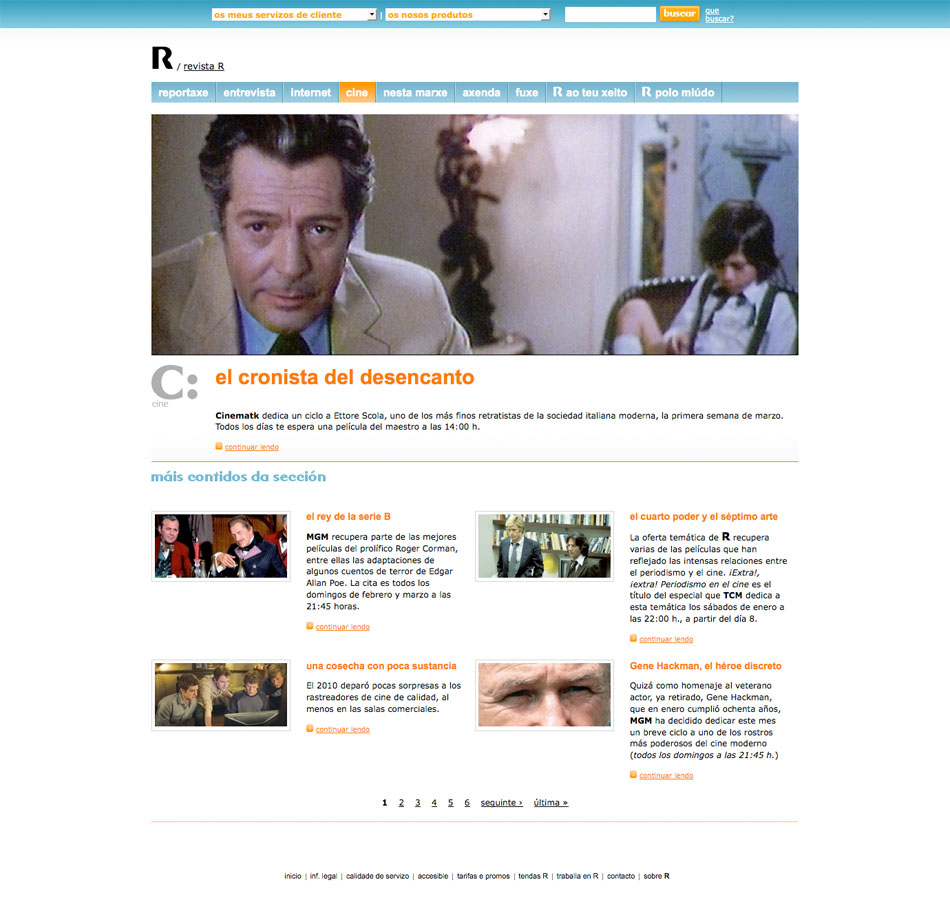 os meus servizos de cliente | os nosos produtos buscar que buscar?
R / revista R
reportaxe entrevista internet cine nesta marxe axenda fuxe R ao teu xeito R polo miúdo
C: el cronista del desencanto
cine
Cinematk dedica un ciclo a Ettore Scola, uno de los más finos retratistas de la sociedad italiana moderna, la primera semana de marzo.
Todos los días te espera una película del maestro a las 14:00 h.
continuar lendo
máis contidos da sección
el rey de la serie B
MGM recupera parte de las mejores
películas del prolífico Roger Corman,
entre ellas las adaptaciones de
algunos cuentos de terror de Edgar
Allan Poe. La cita es todos los
domingos de febrero y marzo a las
21:45 horas.
continuar lendo
el cuarto poder y el séptimo arte
La oferta temática de R recupera
varias de las películas que han
reflejado las intensas relaciones entre
el periodismo y el cine. ¡Extra!,
¡extra! Periodismo en el cine es el
título del especial que TCM dedica a
esta temática los sábados de enero a
las 22:00 h., a partir del día 8.
continuar lendo
una cosecha con poca sustancia
El 2010 deparó pocas sorpresas a los
rastreadores de cine de calidad, al
menos en las salas comerciales.
continuar lendo
Gene Hackman, el héroe discreto
Quizá como homenaje al veterano
actor, ya retirado, Gene Hackman,
que en enero cumplió ochenta años,
MGM ha decidido dedicar este mes
un breve ciclo a uno de los rostros
más poderosos del cine moderno
(todos los domingos a las 21:45 h.)
continuar lendo
1 2 3 4 5 6 seguinte › última »
inicio | inf. legal | calidade de servizo | accesible | tarifas e promos | tendas R | traballa en R | contacto | sobre R